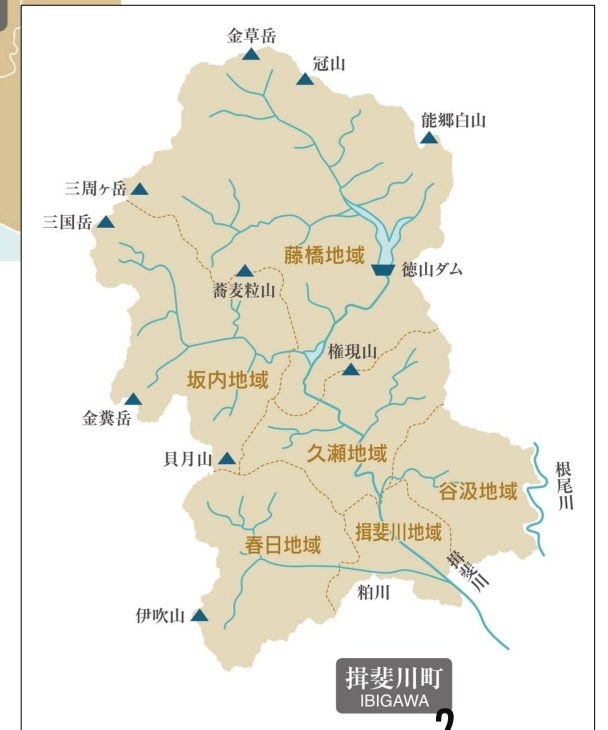 金草岳
冠山
能郷白山
三周ヶ岳
三国岳
藤橋地域
徳山ダム
蕎麦粒山
権現山
坂内地域
金糞岳
久瀬地域
貝月山
根尾川
谷汲地域
揖斐川地域
春日地域
揖斐川
粕川
伊吹山
揖斐川町
IBIGAWA
2